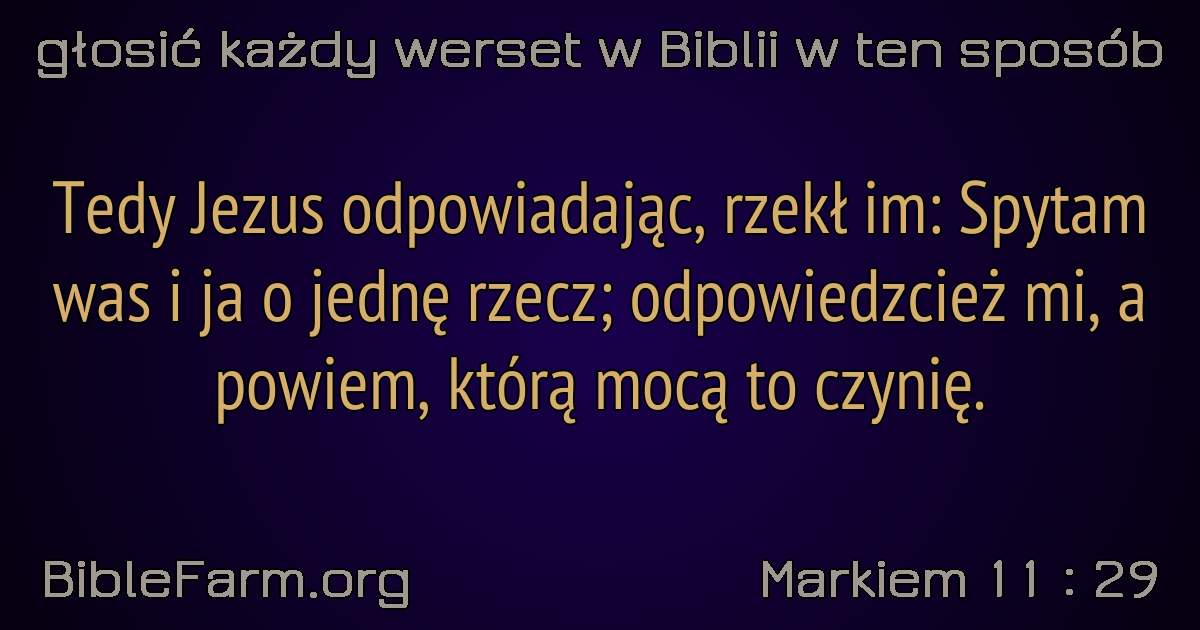 głosić każdy werset w Biblii w ten sposób
Tedy Jezus odpowiadając, rzekł im: Spytam
was i ja o jednę rzecz; odpowiedzcież mi, a
powiem, którą mocą to czynię.
BibleFarm.org
Markiem 11 : 29